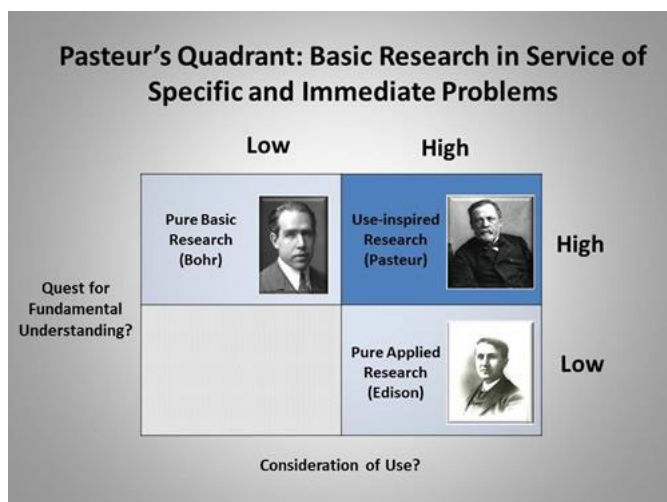 Pasteur's Quadrant: Basic Research in Service of
Specific and Immediate Problems
Low
High
Pure Basic
Research
(Bohr)
Use-inspired
Research
(Pasteur)
High
Quest for
Fundamental
Understanding?
Pure Applied
Research
(Edison)
Low
Consideration of Use?